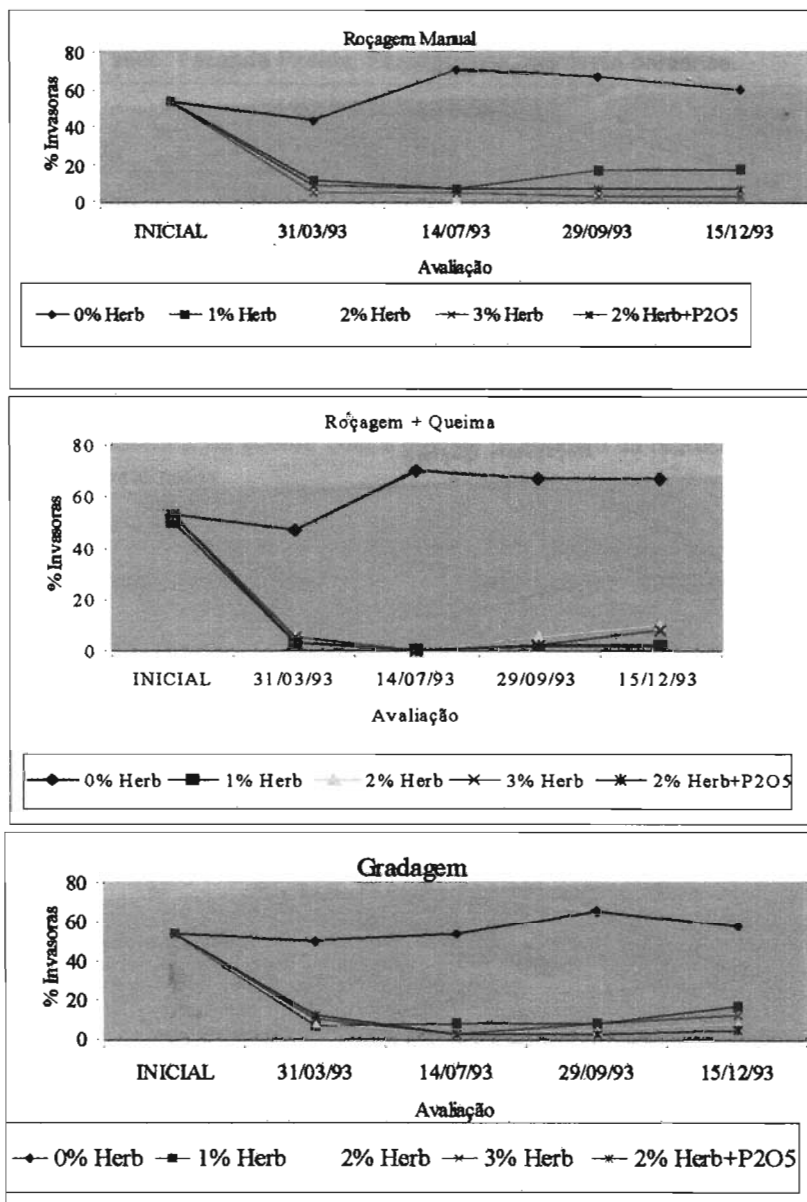 Roçagem Manual
80
60
40
20
0
% Invasoras
INICIAL 31/03/93 14/07/93 29/09/93 15/12/93
Avaliação
0% Herb 1% Herb 2% Herb 3% Herb 2% Herb+P2O5
Roçagem + Queima
80
60
40
20
0
% Invasoras
INICIAL 31/03/93 14/07/93 29/09/93 15/12/93
Avaliação
0% Herb 1% Herb 2% Herb 3% Herb 2% Herb+P2O5
Gradagem
80
60
40
20
0
% Invasoras
INICIAL 31/03/93 14/07/93 29/09/93 15/12/93
Avaliação
0% Herb 1% Herb 2% Herb 3% Herb 2% Herb+P2O5